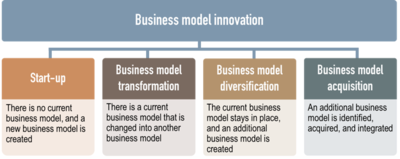 Business model innovation
Start-up
Business model
transformation
Business model
diversification
Business model
acquisition
There is no current
business model, and a
new business model is
created
There is a current
business model that is
changed into another
business model
The current business
model stays in place,
and an additional
business model is
created
An additional business
model is identified,
acquired, and integrated